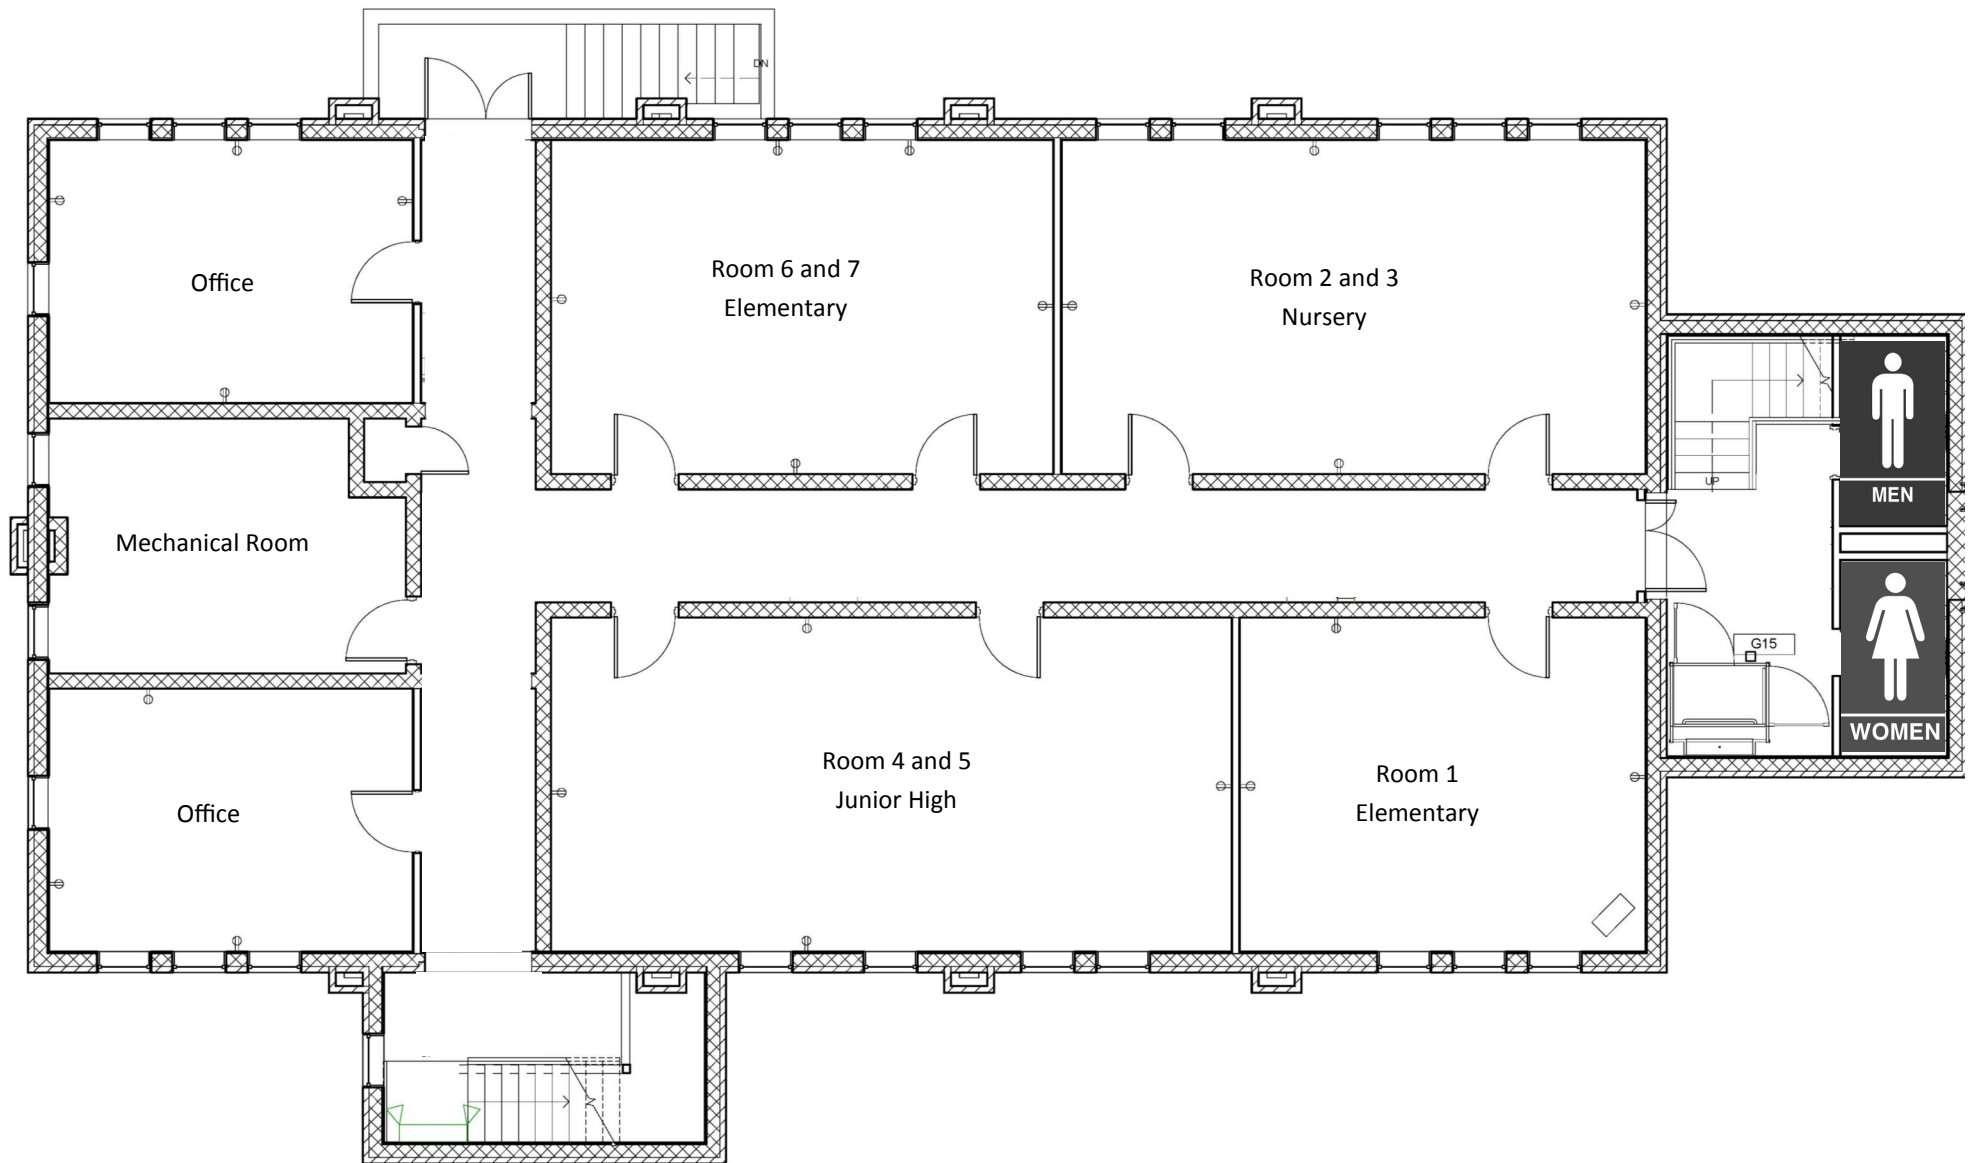 DN
Office
Room 6 and 7
Elementary
Room 2 and 3
Nursery
MEN
UP
Mechanical Room
G15
WOMEN
Office
Room 4 and 5
Junior High
Room 1
Elementary